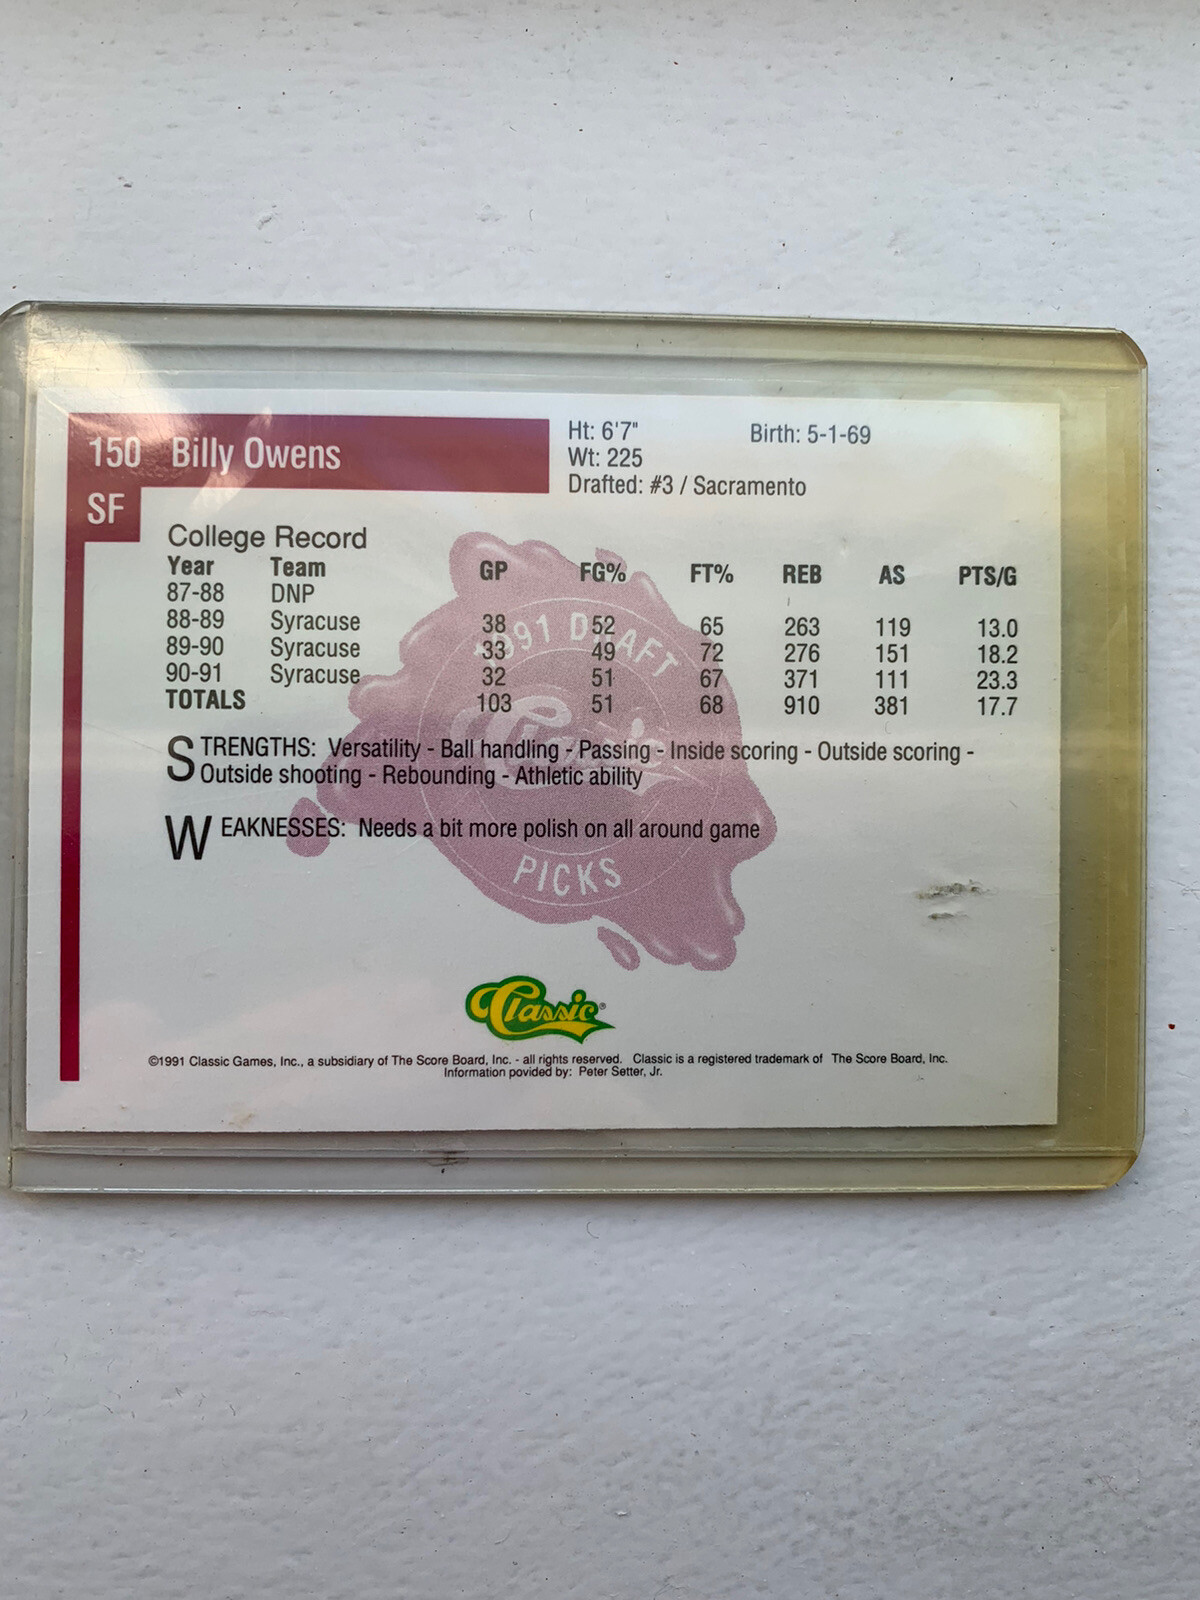 150 Billy Owens
SF
Ht: 6'7" Birth: 5-1-69
Wt: 225
Drafted: #3 / Sacramento
College Record
Year Team GP FG% FT% REB AS PTS/G
87-88 DNP
88-89 Syracuse 38 52 65 263 119 13.0
89-90 Syracuse 33 49 72 276 151 18.2
90-91 Syracuse 32 51 67 371 111 23.3
TOTALS 103 51 68 910 381 17.7
STRENGTHS: Versatility - Ball handling - Passing - Inside scoring - Outside scoring -
Outside shooting - Rebounding - Athletic ability
WEAKNESSES: Needs a bit more polish on all around game
1991 DRAFT
Classic
PICKS
Classic®
©1991 Classic Games, Inc., a subsidiary of The Score Board, Inc. - all rights reserved. Classic is a registered trademark of The Score Board, Inc.
Information povided by: Peter Setter, Jr.